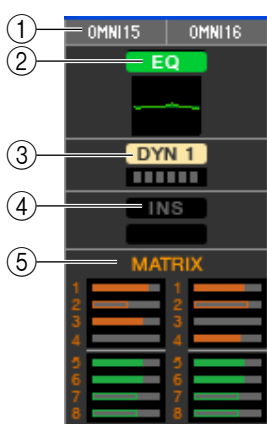 ① OMNI15 OMNI16
② EQ
③ DYN 1
④ INS
⑤ MATRIX
1 1
2 2
3 3
4 4
5 5
6 6
7 7
8 8